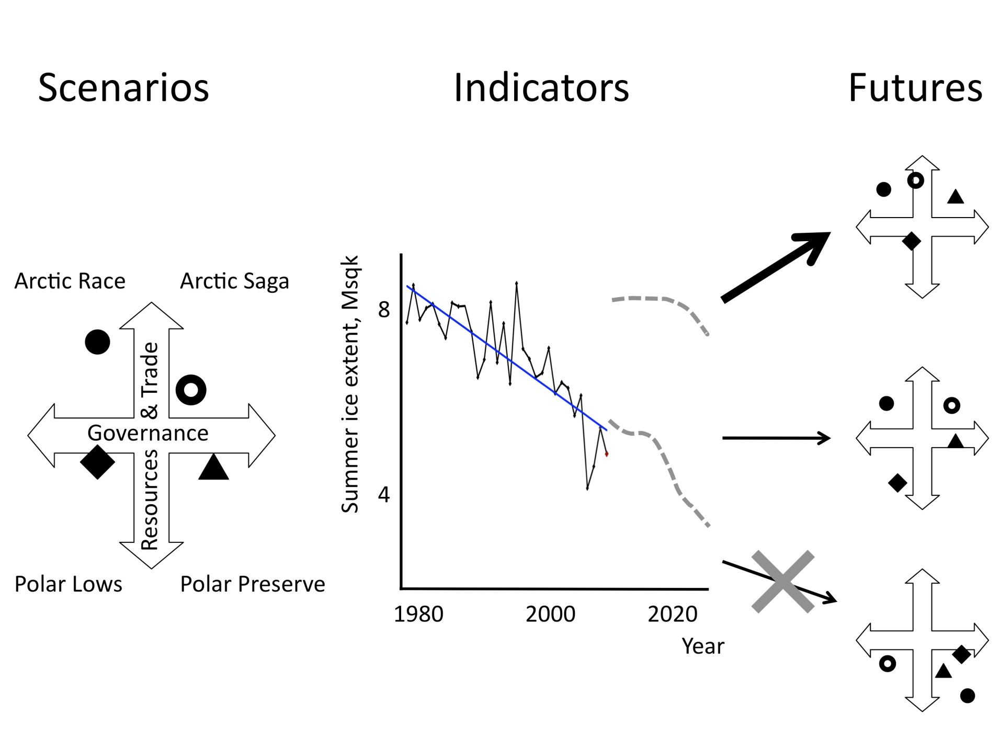 Scenarios
Indicators
Futures
Arctic Race
Arctic Saga
Resources & Trade
Governance
Polar Lows
Polar Preserve
Summer ice extent, Msqk
8
4
1980
2000
2020
Year